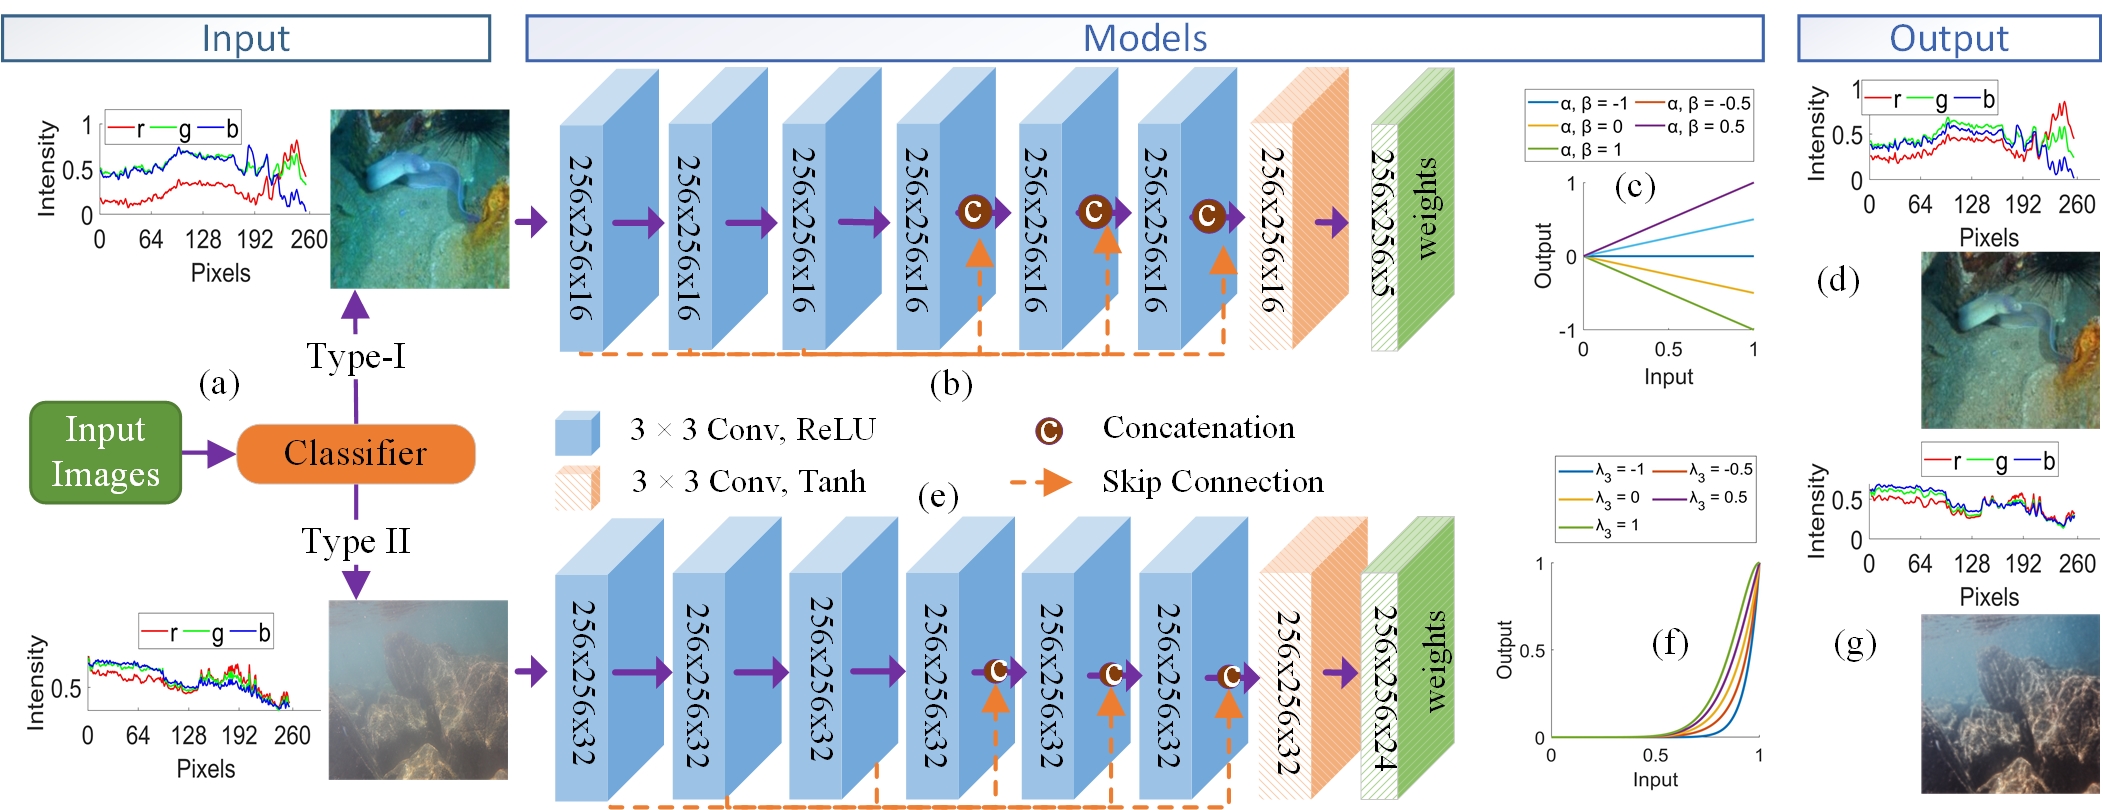 Input
Models
Output
r g b
Intensity
1
0.5
0
0 64 128 192 260
Pixels
Type-I
(a)
Input
Images
Classifier
Type II
r g b
Intensity
0.5
0 64 128 192 260
Pixels
256x256x16
256x256x16
256x256x16
256x256x16
256x256x16
256x256x16
256x256x16
256x256x5
weights
C
C
C
(b)
3 × 3 Conv, ReLU
C
Concatenation
3 × 3 Conv, Tanh
(e)
Skip Connection
256x256x32
256x256x32
256x256x32
256x256x32
256x256x32
256x256x32
256x256x32
256x256x24
weights
C
C
C
α, β = -1 α, β = -0.5
α, β = 0 α, β = 0.5
α, β = 1
(c)
Output
1
0
-1
0 0.5 1
Input
λ3 = -1 λ3 = -0.5
λ3 = 0 λ3 = 0.5
λ3 = 1
(f)
Output
1
0.5
0
0 0.5 1
Input
r g b
Intensity
1
0.5
0
0 64 128 192 260
Pixels
(d)
r g b
Intensity
0.5
0
0 64 128 192 260
Pixels
(g)